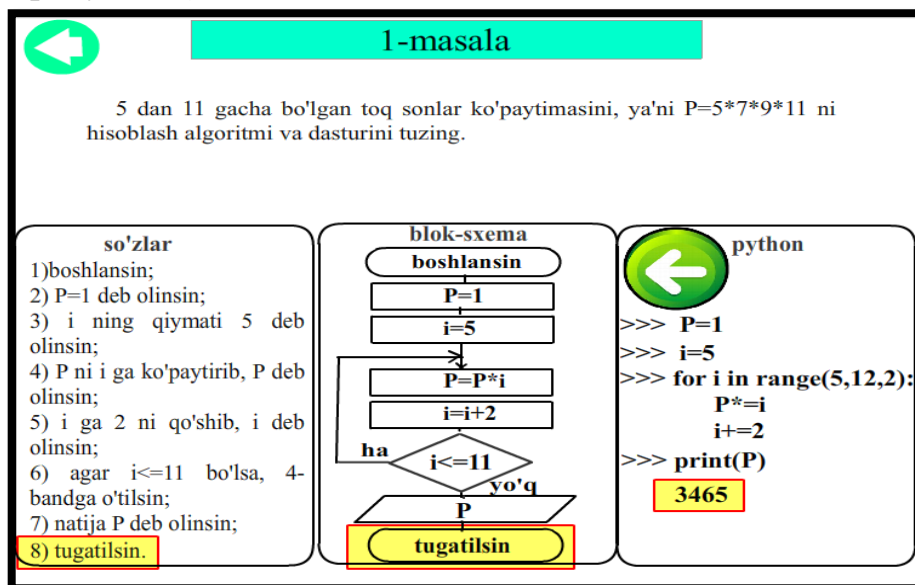 1-masala
5 dan 11 gacha bo'lgan toq sonlar ko'paytimasini, ya'ni P=5*7*9*11 ni
hisoblash algoritmi va dasturini tuzing.
so'zlar
1)boshlansin;
2) P=1 deb olinsin;
3) i ning qiymati 5 deb
olinsin;
4) P ni i ga ko'paytirib, P deb
olinsin;
5) i ga 2 ni qo'shib, i deb
olinsin;
6) agar i<=11 bo'lsa, 4-
bandga o'tilsin;
7) natija P deb olinsin;
8) tugatilsin.
blok-sxema
boshlansin
P=1
i=5
P=P*i
i=i+2
ha
i<=11
yo'q
P
tugatilsin
python
>>> P=1
>>> i=5
>>> for i in range(5,12,2):
P*=i
i+=2
>>> print(P)
3465